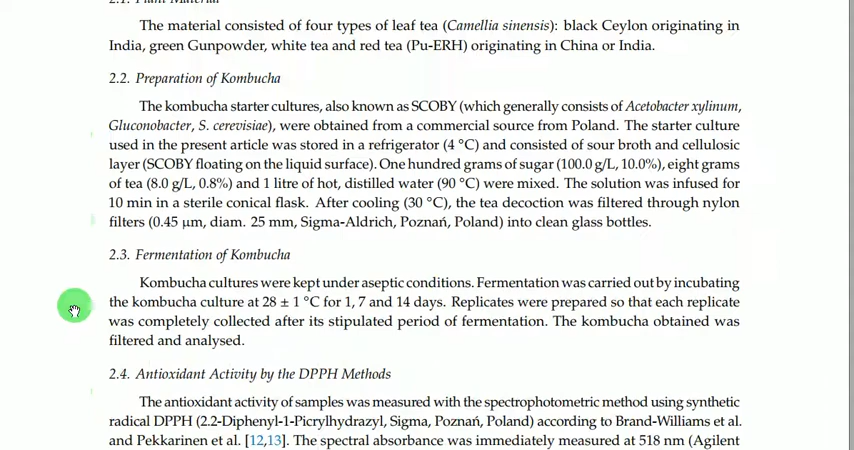 2.1. Plant Material
The material consisted of four types of leaf tea (Camellia sinensis): black Ceylon originating in
India, green Gunpowder, white tea and red tea (Pu-ERH) originating in China or India.
2.2. Preparation of Kombucha
The kombucha starter cultures, also known as SCOBY (which generally consists of Acetobacter xylinum,
Gluconobacter, S. cerevisiae), were obtained from a commercial source from Poland. The starter culture
used in the present article was stored in a refrigerator (4 °C) and consisted of sour broth and cellulosic
layer (SCOBY floating on the liquid surface). One hundred grams of sugar (100.0 g/L, 10.0%), eight grams
of tea (8.0 g/L, 0.8%) and 1 litre of hot, distilled water (90 °C) were mixed. The solution was infused for
10 min in a sterile conical flask. After cooling (30 °C), the tea decoction was filtered through nylon
filters (0.45 µm, diam. 25 mm, Sigma-Aldrich, Poznań, Poland) into clean glass bottles.
2.3. Fermentation of Kombucha
Kombucha cultures were kept under aseptic conditions. Fermentation was carried out by incubating
the kombucha culture at 28 ± 1 °C for 1, 7 and 14 days. Replicates were prepared so that each replicate
was completely collected after its stipulated period of fermentation. The kombucha obtained was
filtered and analysed.
2.4. Antioxidant Activity by the DPPH Methods
The antioxidant activity of samples was measured with the spectrophotometric method using synthetic
radical DPPH (2.2-Diphenyl-1-Picrylhydrazyl, Sigma, Poznań, Poland) according to Brand-Williams et al.
and Pekkarinen et al. [12,13]. The spectral absorbance was immediately measured at 518 nm (Agilent